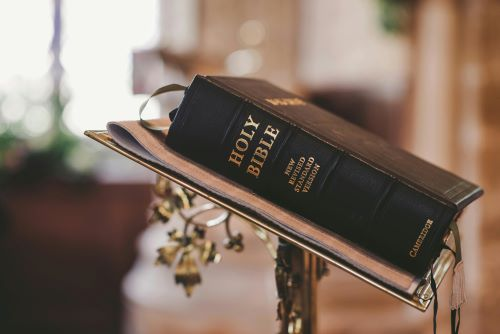 HOLY
BIBLE
NEW
REVISED
STANDARD
VERSION
CAMBRIDGE